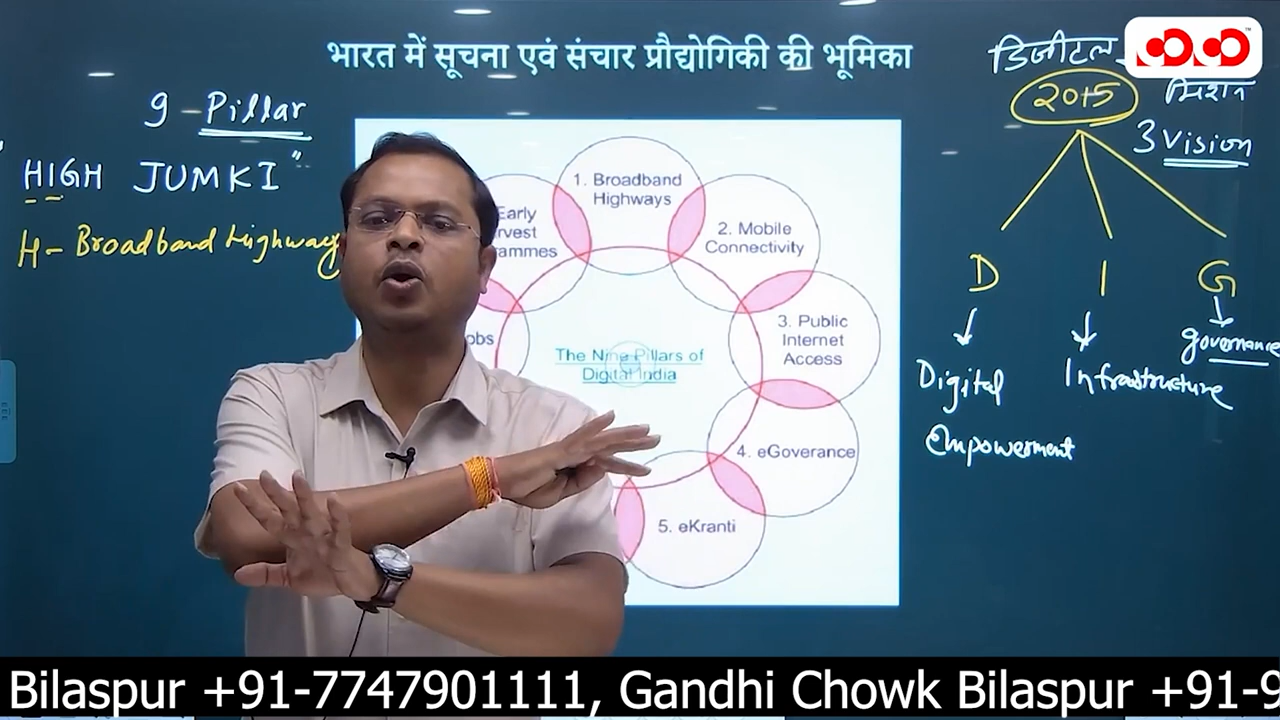 भारत में सूचना एवं संचार प्रौद्योगिकी की भूमिका
9 - Pillar
" HIGH JUMKI "
H - Broadband Highway
डिजीटल
2015 मिशन
3 Vision
D I G
Digital
Empowerment
Infrastructure
governance
1. Broadband
Highways
2. Mobile
Connectivity
3. Public
Internet
Access
4. eGoverance
5. eKranti
obs
Early
rvest
ammes
The Nine Pillars of
Digital India
Bilaspur +91-7747901111, Gandhi Chowk Bilaspur +91-9